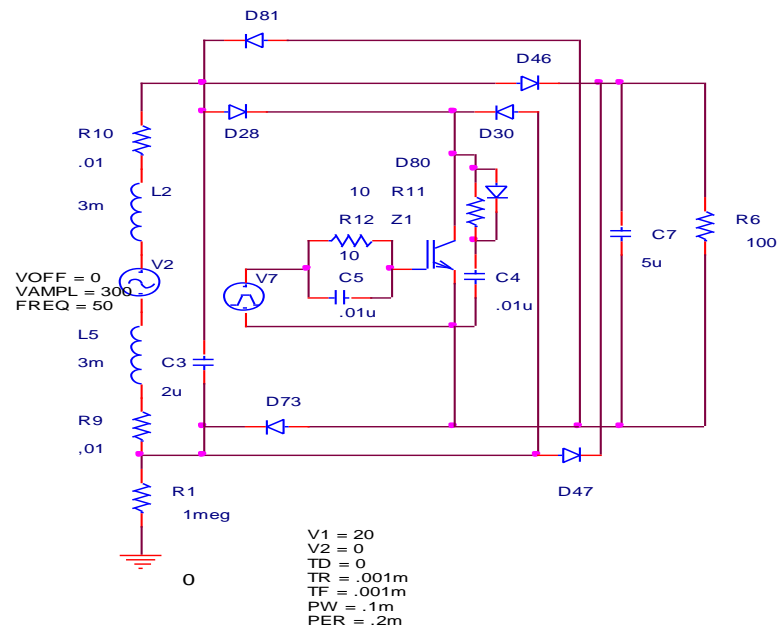 D81
D46
R10
.01
D28
D30
L2
3m
D80
10 R11
R12 Z1
10
V2
VOFF = 0
VAMPL = 300
FREQ = 50
V7
C5
.01u
C4
.01u
C7
5u
R6
100
L5
3m
C3
2u
R9
,01
D73
D47
R1
1meg
0
V1 = 20
V2 = 0
TD = 0
TR = .001m
TF = .001m
PW = .1m
PER = .2m